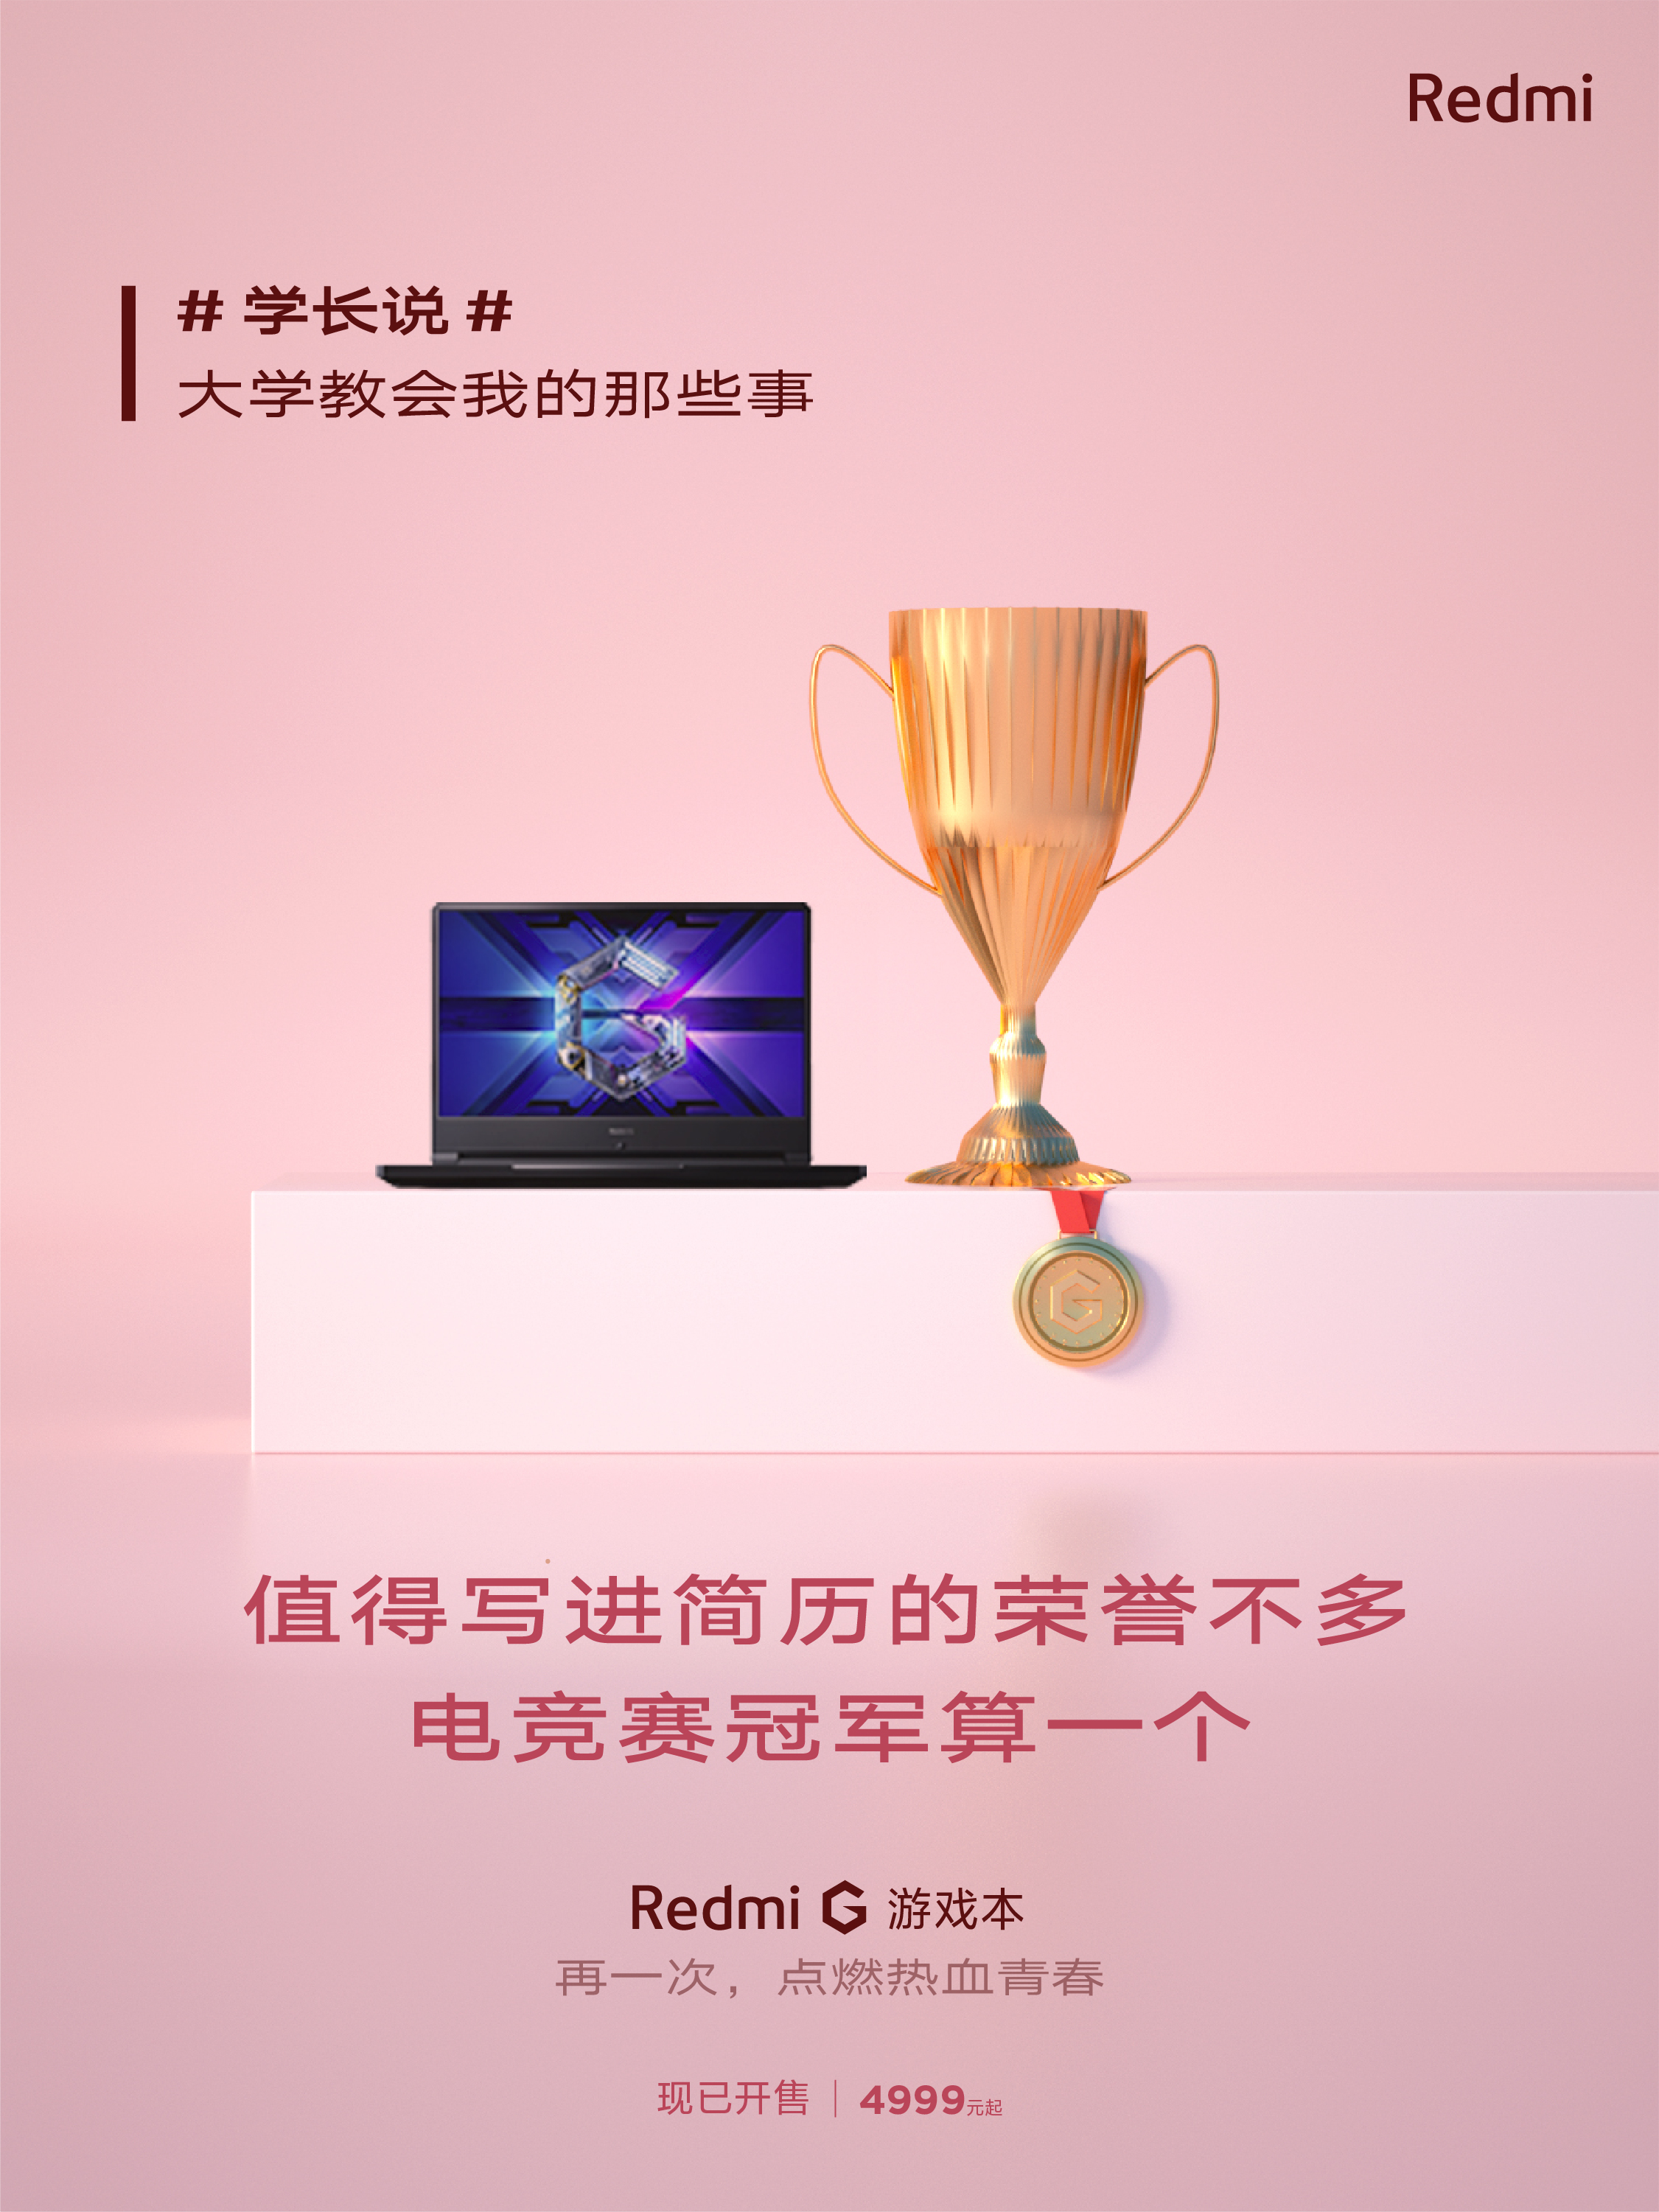 Redmi
# 学长说 #
大学教会我的那些事
值得写进简历的荣誉不多
电竞赛冠军算一个
Redmi G 游戏本
再一次，点燃热血青春
现已开售 | 4999元起